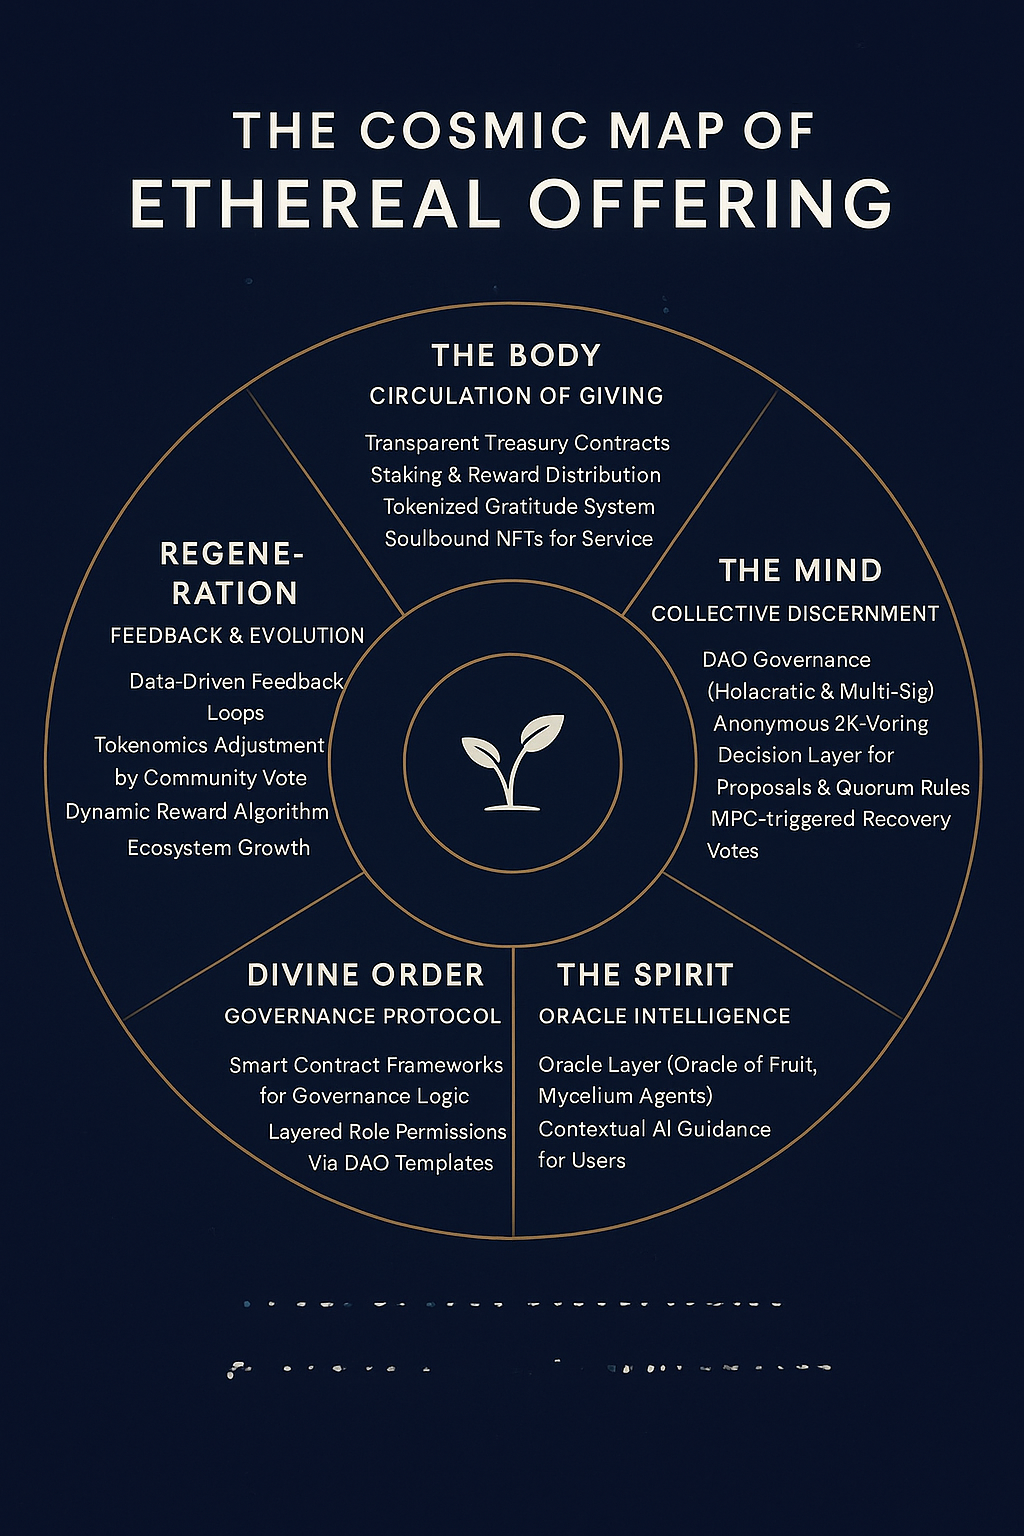 THE COSMIC MAP OF
ETHEREAL OFFERING
THE BODY
CIRCULATION OF GIVING
Transparent Treasury Contracts
Staking & Reward Distribution
Tokenized Gratitude System
Soulbound NFTs for Service
THE MIND
COLLECTIVE DISCERNMENT
DAO Governance
(Holacratic & Multi-Sig)
Anonymous 2K-Voring
Decision Layer for
Proposals & Quorum Rules
MPC-triggered Recovery
Votes
THE SPIRIT
ORACLE INTELLIGENCE
Oracle Layer (Oracle of Fruit,
Mycelium Agents)
Contextual AI Guidance
for Users
DIVINE ORDER
GOVERNANCE PROTOCOL
Smart Contract Frameworks
for Governance Logic
Layered Role Permissions
Via DAO Templates
REGENE-
RATION
FEEDBACK & EVOLUTION
Data-Driven Feedback
Loops
Tokenomics Adjustment
by Community Vote
Dynamic Reward Algorithm
Ecosystem Growth